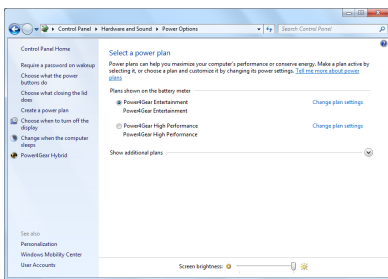 Control Panel ▸ Hardware and Sound ▸ Power Options
Search Control Panel
Control Panel Home
Require a password on wakeup
Choose what the power
buttons do
Choose what closing the lid
does
Create a power plan
Choose when to turn off the
display
Change when the computer
sleeps
Power4Gear Hybrid
See also
Personalization
Windows Mobility Center
User Accounts
Select a power plan
Power plans can help you maximize your computer's performance or conserve energy. Make a plan active by
selecting it, or choose a plan and customize it by changing its power settings. Tell me more about power
plans
Plans shown on the battery meter
Power4Gear Entertainment Change plan settings
Power4Gear Entertainment
Power4Gear High Performance Change plan settings
Power4Gear High Performance
Show additional plans
Screen brightness: